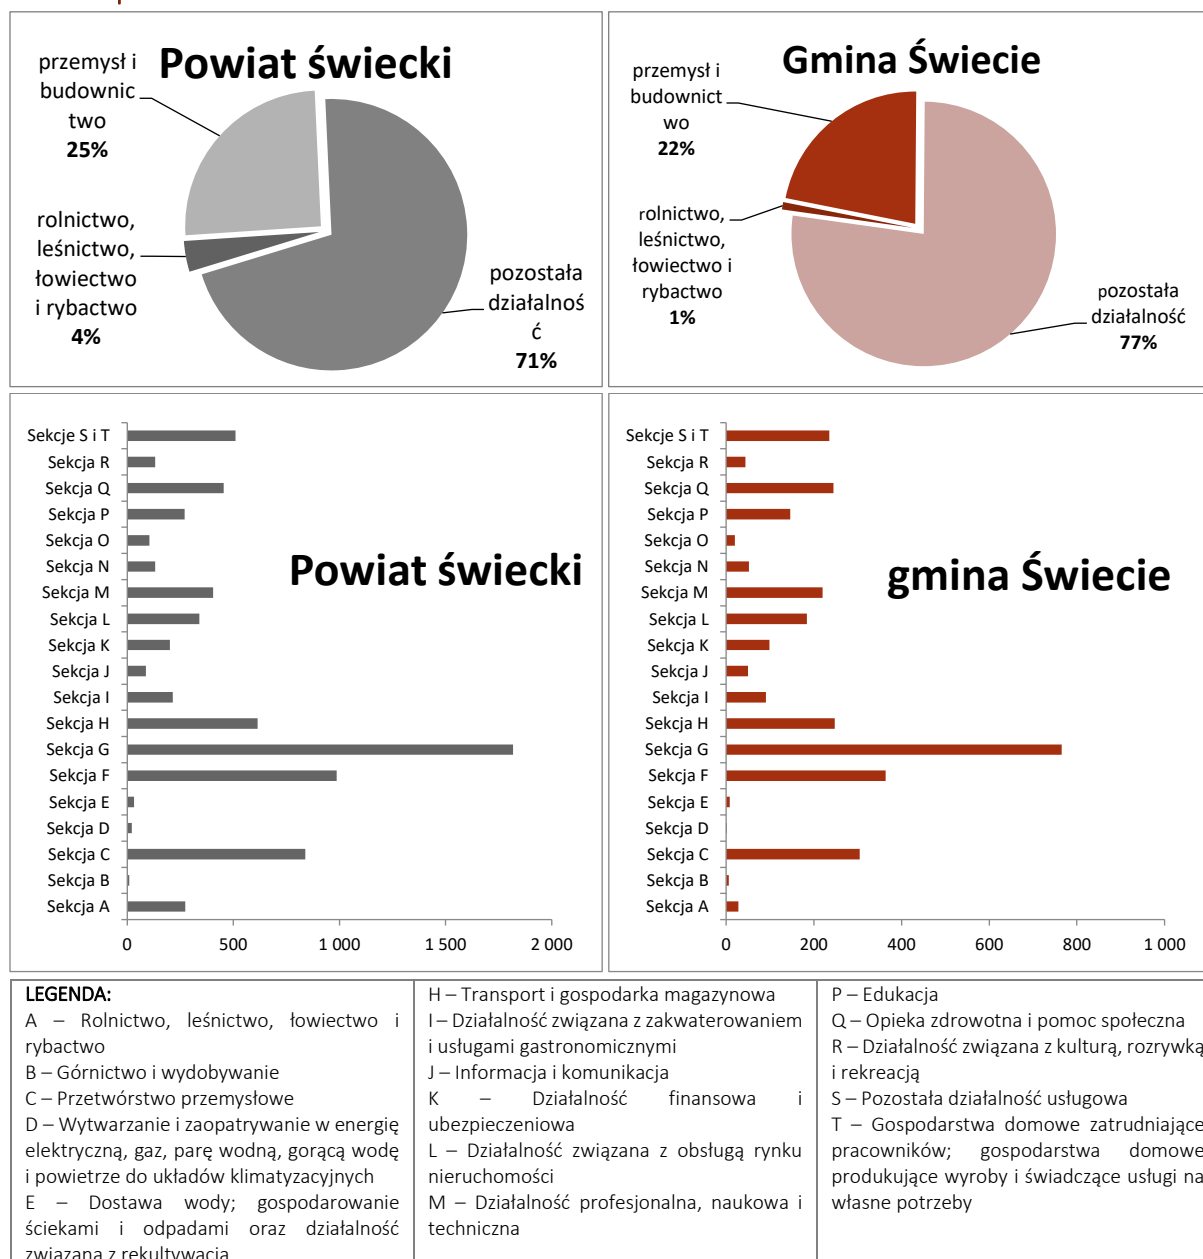 Powiat świecki
przemysł i
budownic
two
25%
rolnictwo,
leśnictwo,
łowiectwo
i rybactwo
4%
pozostała
działalnoś
ć
71%
Gmina Świecie
przemysł i
budownict
wo
22%
rolnictwo,
leśnictwo,
łowiectwo i
rybactwo
1%
pozostała
działalność
77%
Sekcje S i T
Sekcja R
Sekcja Q
Sekcja P
Sekcja O
Sekcja N
Sekcja M
Sekcja L
Sekcja K
Sekcja J
Sekcja I
Sekcja H
Sekcja G
Sekcja F
Sekcja E
Sekcja D
Sekcja C
Sekcja B
Sekcja A
Powiat świecki
0 500 1 000 1 500 2 000
Sekcje S i T
Sekcja R
Sekcja Q
Sekcja P
Sekcja O
Sekcja N
Sekcja M
Sekcja L
Sekcja K
Sekcja J
Sekcja I
Sekcja H
Sekcja G
Sekcja F
Sekcja E
Sekcja D
Sekcja C
Sekcja B
Sekcja A
gmina Świecie
0 200 400 600 800 1 000
LEGENDA:
A – Rolnictwo, leśnictwo, łowiectwo i
rybactwo
B – Górnictwo i wydobywanie
C – Przetwórstwo przemysłowe
D – Wytwarzanie i zaopatrywanie w energię
elektryczną, gaz, parę wodną, gorącą wodę
i powietrze do układów klimatyzacyjnych
E – Dostawa wody; gospodarowanie
ściekami i odpadami oraz działalność
związana z rekultywacją
H – Transport i gospodarka magazynowa
I – Działalność związana z zakwaterowaniem
i usługami gastronomicznymi
J – Informacja i komunikacja
K – Działalność finansowa i
ubezpieczeniowa
L – Działalność związana z obsługą rynku
nieruchomości
M – Działalność profesjonalna, naukowa i
techniczna
P – Edukacja
Q – Opieka zdrowotna i pomoc społeczna
R – Działalność związana z kulturą, rozrywką
i rekreacją
S – Pozostała działalność usługowa
T – Gospodarstwa domowe zatrudniające
pracowników; gospodarstwa domowe
produkujące wyroby i świadczące usługi na
własne potrzeby